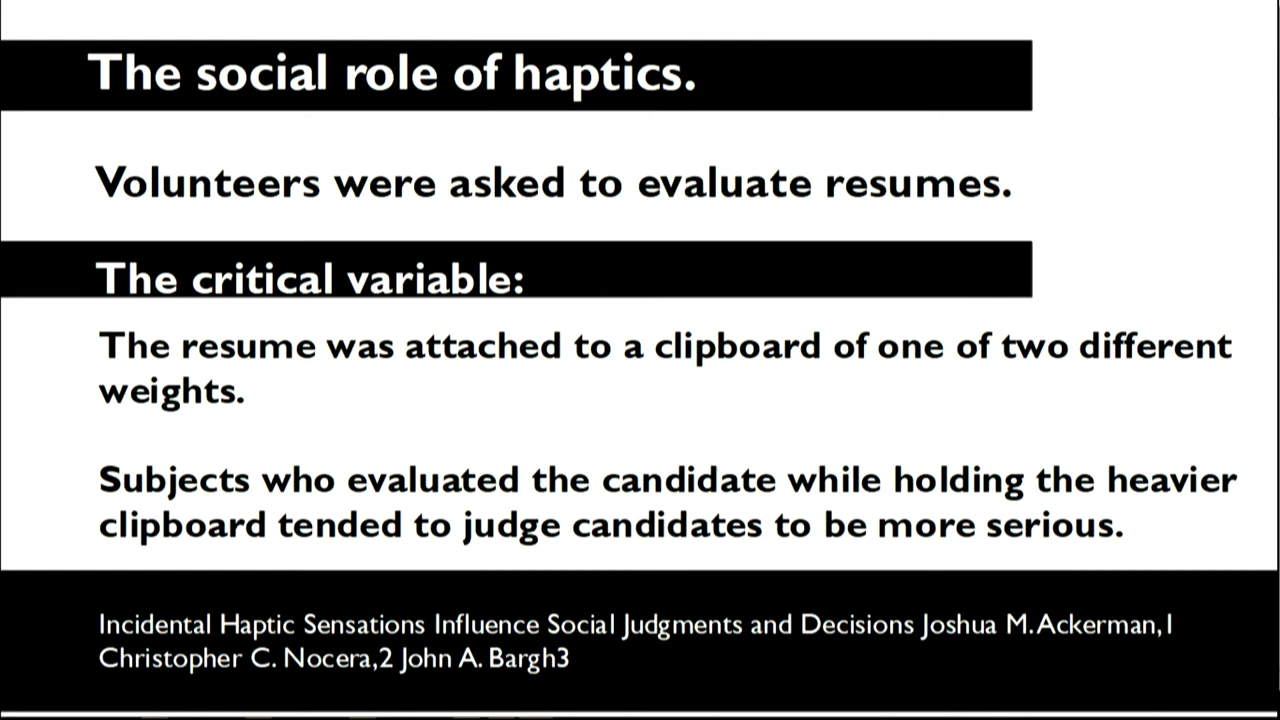 The social role of haptics.
Volunteers were asked to evaluate resumes.
The critical variable:
The resume was attached to a clipboard of one of two different
weights.
Subjects who evaluated the candidate while holding the heavier
clipboard tended to judge candidates to be more serious.
Incidental Haptic Sensations Influence Social Judgments and Decisions Joshua M. Ackerman,1
Christopher C. Nocera,2 John A. Bargh3